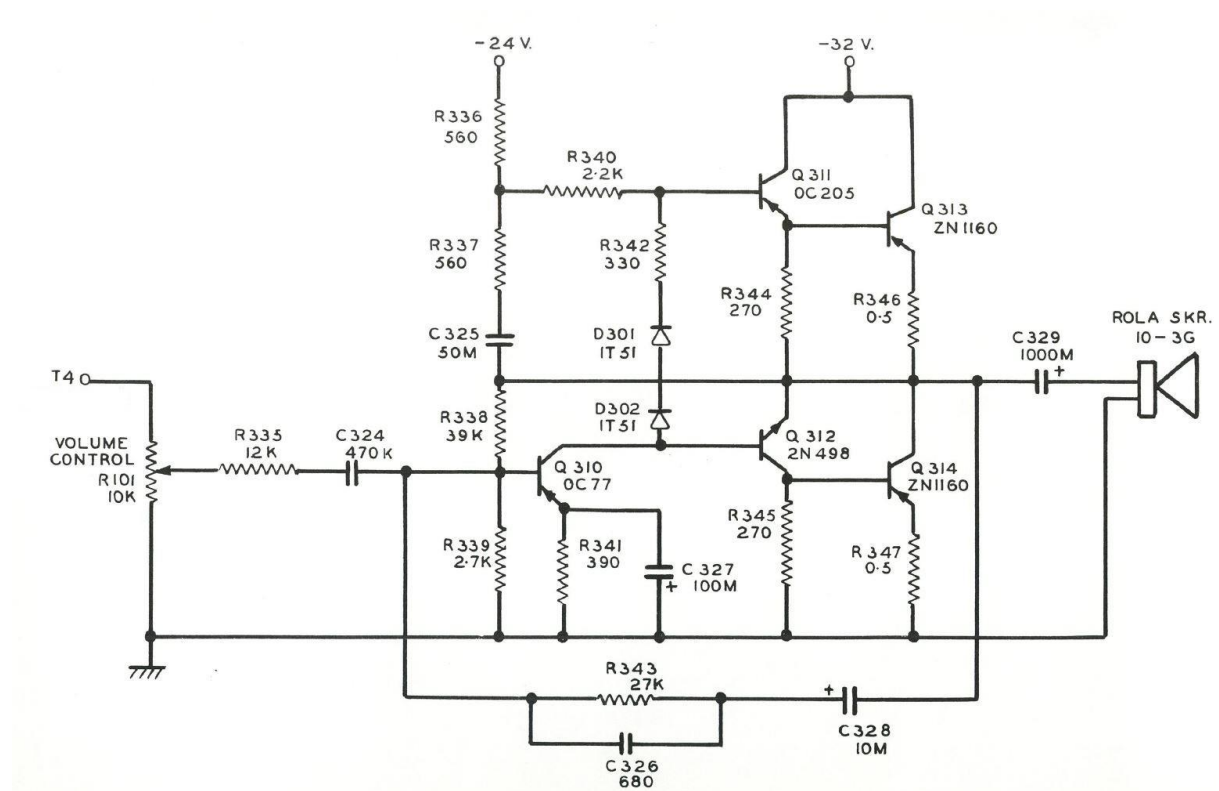 -24 V.
-32 V.
R336
560
R340
2·2K
Q311
OC205
Q313
ZN1160
R337
560
R342
330
R344
270
R346
0·5
ROLA SKR.
10-3G
C325
50M
D301
1T51
C329
1000M
+
T4
R338
39K
D302
1T51
VOLUME
CONTROL
R101
10K
R335
12K
C324
470K
Q310
OC77
Q312
2N498
Q314
ZN1160
R339
2.7K
R341
390
C327
100M
+
R345
270
R347
0·5
R343
27K
+
C328
10M
C326
680